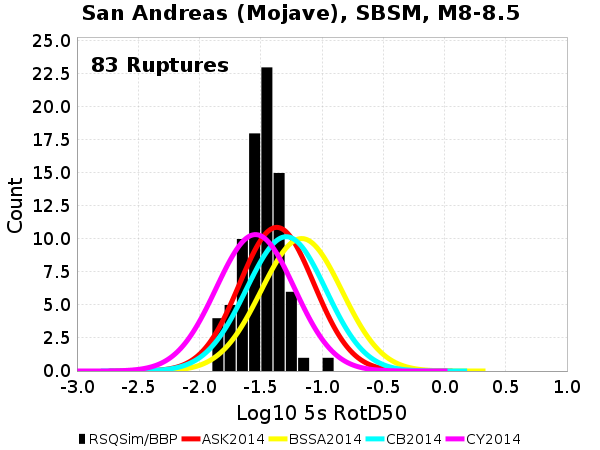 San Andreas (Mojave), SBSM, M8-8.5
83 Ruptures
Count
25.0
22.5
20.0
17.5
15.0
12.5
10.0
7.5
5.0
2.5
0.0
-3.0 -2.5 -2.0 -1.5 -1.0 -0.5 0.0 0.5 1.0
Log10 5s RotD50
RSQSim/BBP ASK2014 BSSA2014 CB2014 CY2014